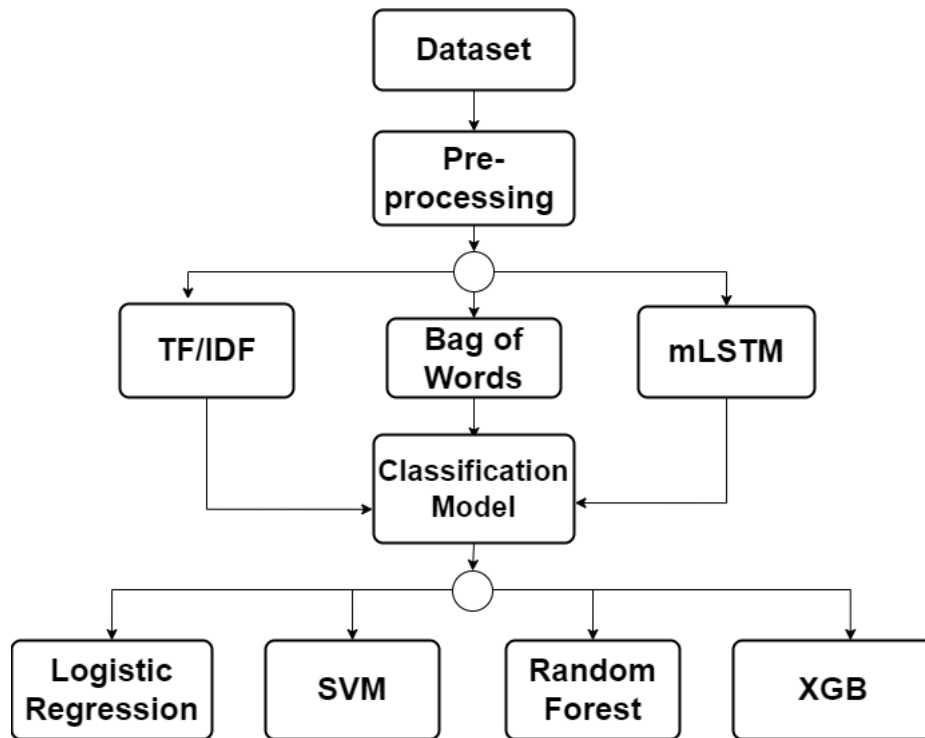 Dataset
Pre-
processing
TF/IDF
Bag of
Words
mLSTM
Classification
Model
Logistic
Regression
SVM
Random
Forest
XGB